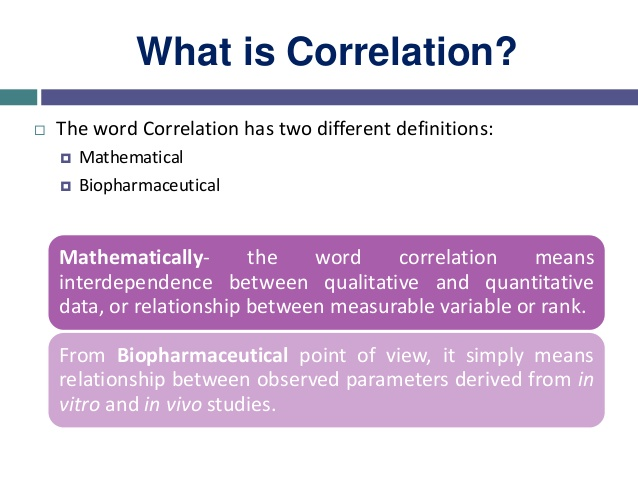 What is Correlation?
The word Correlation has two different definitions:
Mathematical
Biopharmaceutical
Mathematically- the word correlation means
interdependence between qualitative and quantitative
data, or relationship between measurable variable or rank.
From Biopharmaceutical point of view, it simply means
relationship between observed parameters derived from in
vitro and in vivo studies.